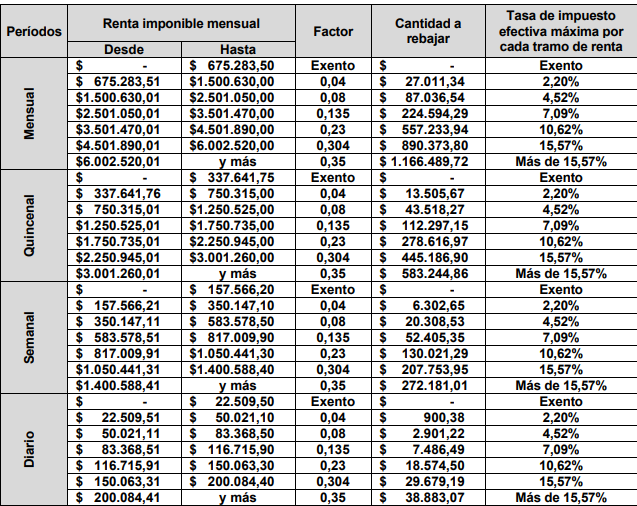 Períodos Renta imponible mensual Factor Cantidad a rebajar Tasa de impuesto efectiva máxima por cada tramo de renta
Desde Hasta
Mensual
$ - $ 675.283,50 Exento $ - Exento
$ 675.283,51 $1.500.630,00 0,04 $ 27.011,34 2,20%
$1.500.630,01 $2.501.050,00 0,08 $ 87.036,54 4,52%
$2.501.050,01 $3.501.470,00 0,135 $ 224.594,29 7,09%
$3.501.470,01 $4.501.890,00 0,23 $ 557.233,94 10,62%
$4.501.890,01 $6.002.520,00 0,304 $ 890.373,80 15,57%
$6.002.520,01 y más 0,35 $ 1.166.489,72 Más de 15,57%
Quincenal
$ - $ 337.641,75 Exento $ - Exento
$ 337.641,76 $ 750.315,00 0,04 $ 13.505,67 2,20%
$ 750.315,01 $1.250.525,00 0,08 $ 43.518,27 4,52%
$1.250.525,01 $1.750.735,00 0,135 $ 112.297,15 7,09%
$1.750.735,01 $2.250.945,00 0,23 $ 278.616,97 10,62%
$2.250.945,01 $3.001.260,00 0,304 $ 445.186,90 15,57%
$3.001.260,01 y más 0,35 $ 583.244,86 Más de 15,57%
Semanal
$ - $ 157.566,20 Exento $ - Exento
$ 157.566,21 $ 350.147,10 0,04 $ 6.302,65 2,20%
$ 350.147,11 $ 583.578,50 0,08 $ 20.308,53 4,52%
$ 583.578,51 $ 817.009,90 0,135 $ 52.405,35 7,09%
$ 817.009,91 $1.050.441,30 0,23 $ 130.021,29 10,62%
$1.050.441,31 $1.400.588,40 0,304 $ 207.753,95 15,57%
$1.400.588,41 y más 0,35 $ 272.181,01 Más de 15,57%
Diario
$ - $ 22.509,50 Exento $ - Exento
$ 22.509,51 $ 50.021,10 0,04 $ 900,38 2,20%
$ 50.021,11 $ 83.368,50 0,08 $ 2.901,22 4,52%
$ 83.368,51 $ 116.715,90 0,135 $ 7.486,49 7,09%
$ 116.715,91 $ 150.063,30 0,23 $ 18.574,50 10,62%
$ 150.063,31 $ 200.084,40 0,304 $ 29.679,19 15,57%
$ 200.084,41 y más 0,35 $ 38.883,07 Más de 15,57%